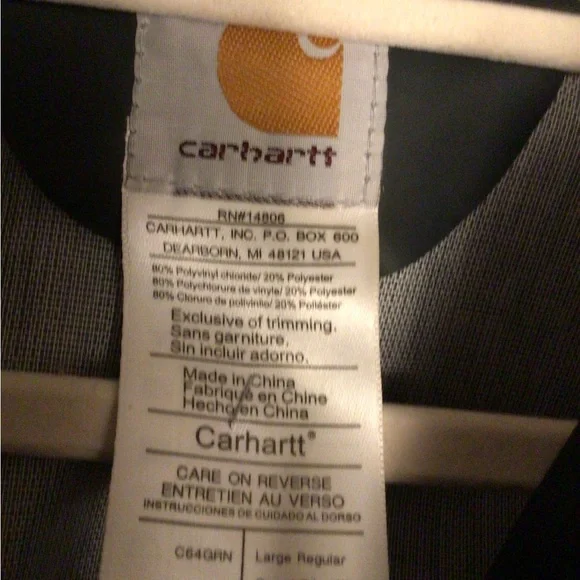 carhartt
RN#14806
CARHARTT, INC. P.O. BOX 600
DEARBORN, MI 48121 USA
80% Polyvinyl chloride/ 20% Polyester
80% Polychlorure de vinyle/ 20% Polyester
80% Cloruro de polivinilo/ 20% Poliéster
Exclusive of trimming.
Sans garniture.
Sin incluir adorno.
Made in China
Fabriqué en Chine
Hecho en China
Carhartt®
CARE ON REVERSE
ENTRETIEN AU VERSO
INSTRUCCIONES DE CUIDADO AL DORSO
C64GRN Large Regular